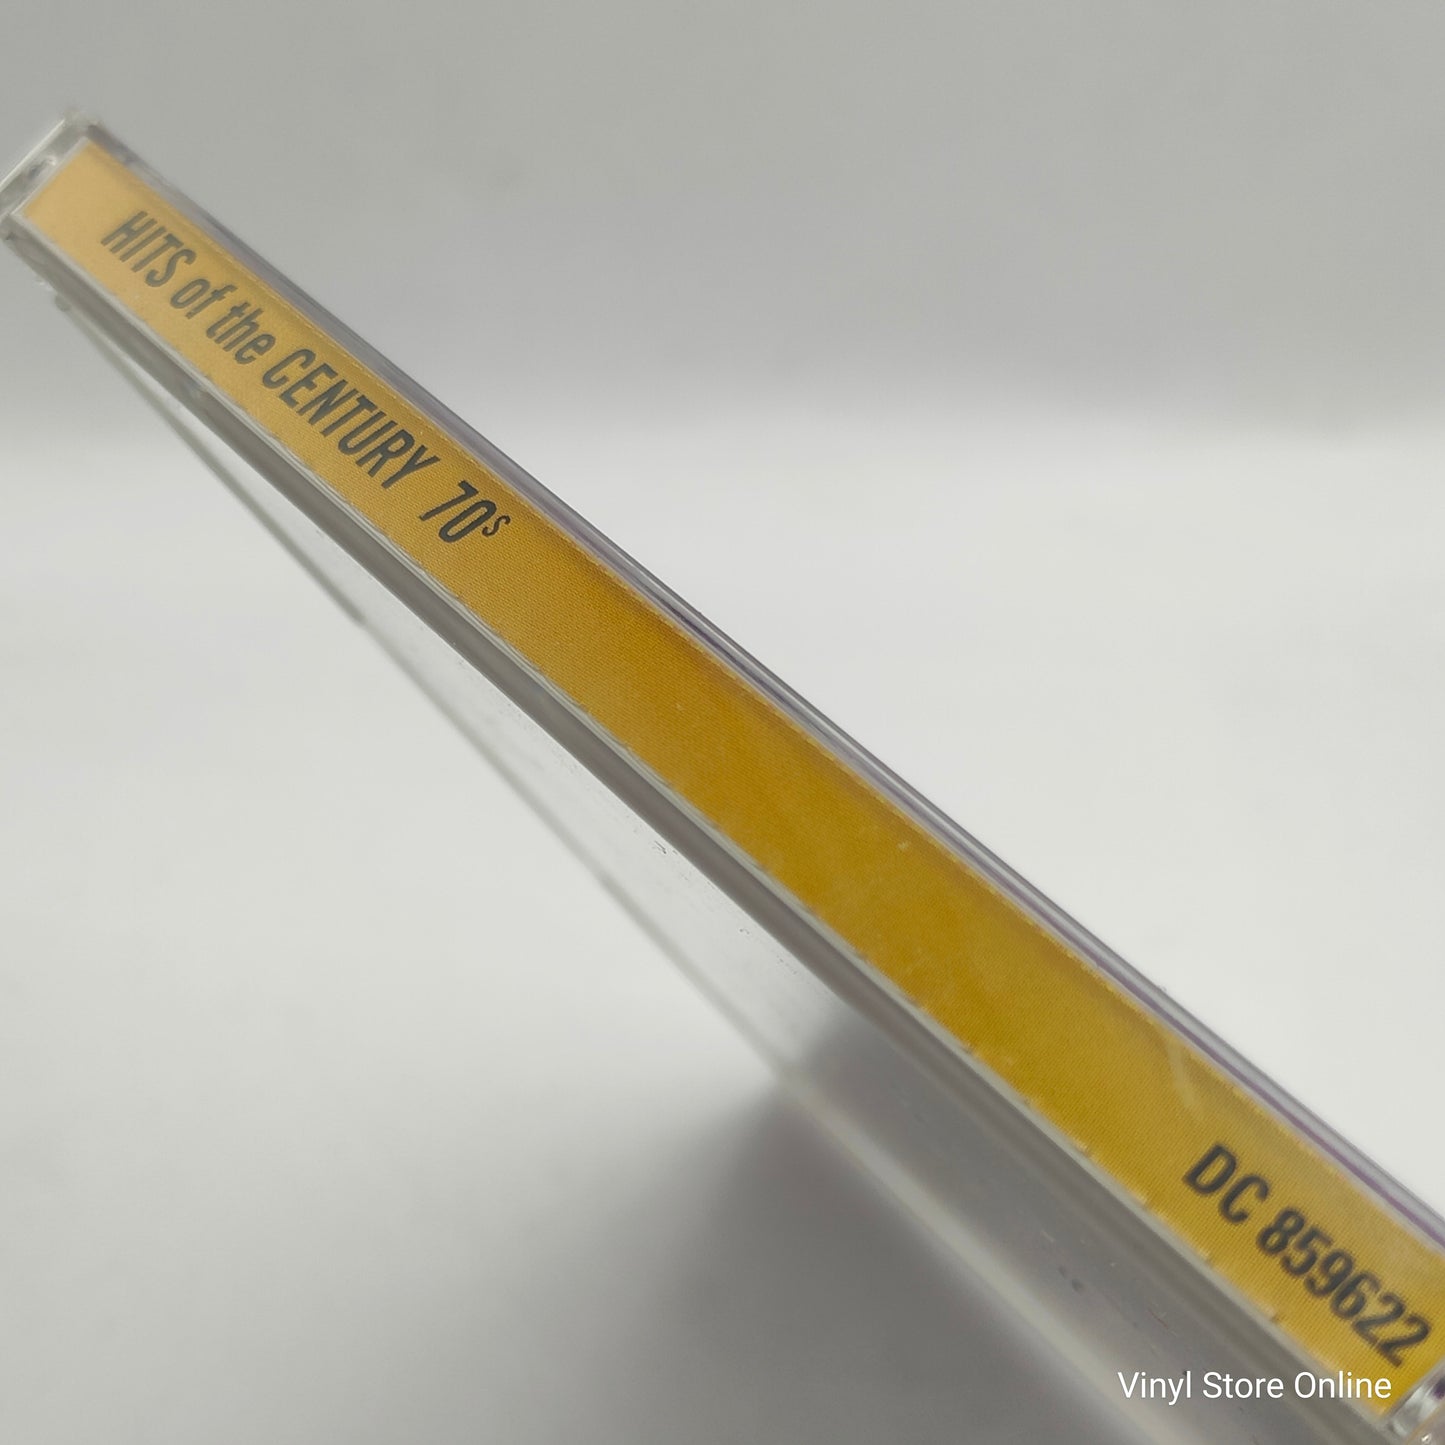 HITS of the CENTURY 70s
DC 859622
Vinyl Store Online